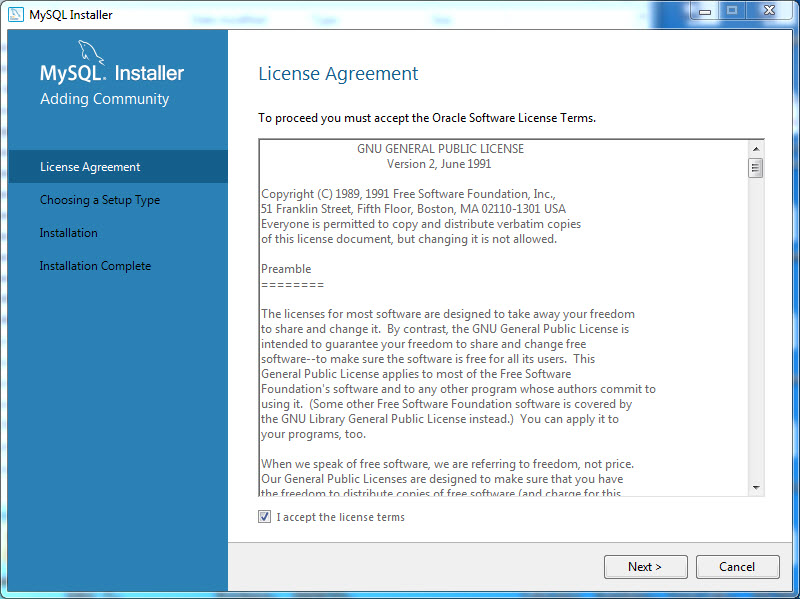 MySQL Installer
MySQL. Installer
Adding Community
License Agreement
Choosing a Setup Type
Installation
Installation Complete
License Agreement
To proceed you must accept the Oracle Software License Terms.
GNU GENERAL PUBLIC LICENSE
Version 2, June 1991
Copyright (C) 1989, 1991 Free Software Foundation, Inc.,
51 Franklin Street, Fifth Floor, Boston, MA 02110-1301 USA
Everyone is permitted to copy and distribute verbatim copies
of this license document, but changing it is not allowed.
Preamble
========
The licenses for most software are designed to take away your freedom
to share and change it.  By contrast, the GNU General Public License is
intended to guarantee your freedom to share and change free
software--to make sure the software is free for all its users.  This
General Public License applies to most of the Free Software
Foundation's software and to any other program whose authors commit to
using it.  (Some other Free Software Foundation software is covered by
the GNU Library General Public License instead.)  You can apply it to
your programs, too.
When we speak of free software, we are referring to freedom, not price.
Our General Public Licenses are designed to make sure that you have
the freedom to distribute copies of free software (and charge for this
I accept the license terms
Next >
Cancel